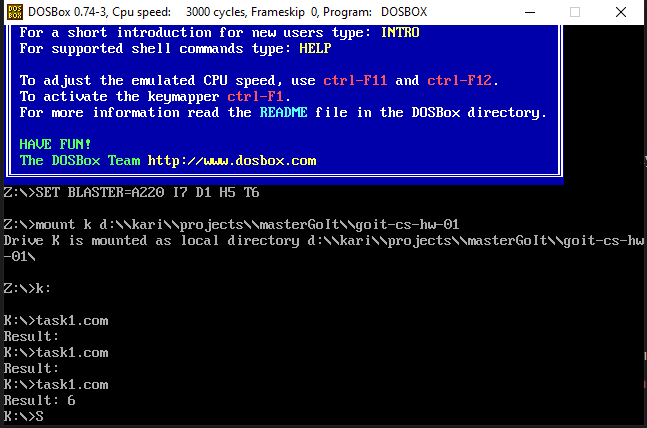 DOS
BOX
DOSBox 0.74-3, Cpu speed: 3000 cycles, Frameskip 0, Program: DOSBOX
For a short introduction for new users type: INTRO
For supported shell commands type: HELP
To adjust the emulated CPU speed, use ctrl-F11 and ctrl-F12.
To activate the keymapper ctrl-F1.
For more information read the README file in the DOSBox directory.
HAVE FUN!
The DOSBox Team http://www.dosbox.com
Z:\>SET BLASTER=A220 I7 D1 H5 T6
Z:\>mount k d:\\kari\\projects\\masterGoIt\\goit-cs-hw-01
Drive K is mounted as local directory d:\\kari\\projects\\masterGoIt\\goit-cs-hw
-01\
Z:\>k:
K:\>task1.com
Result:
K:\>task1.com
Result:
K:\>task1.com
Result: 6
K:\>S